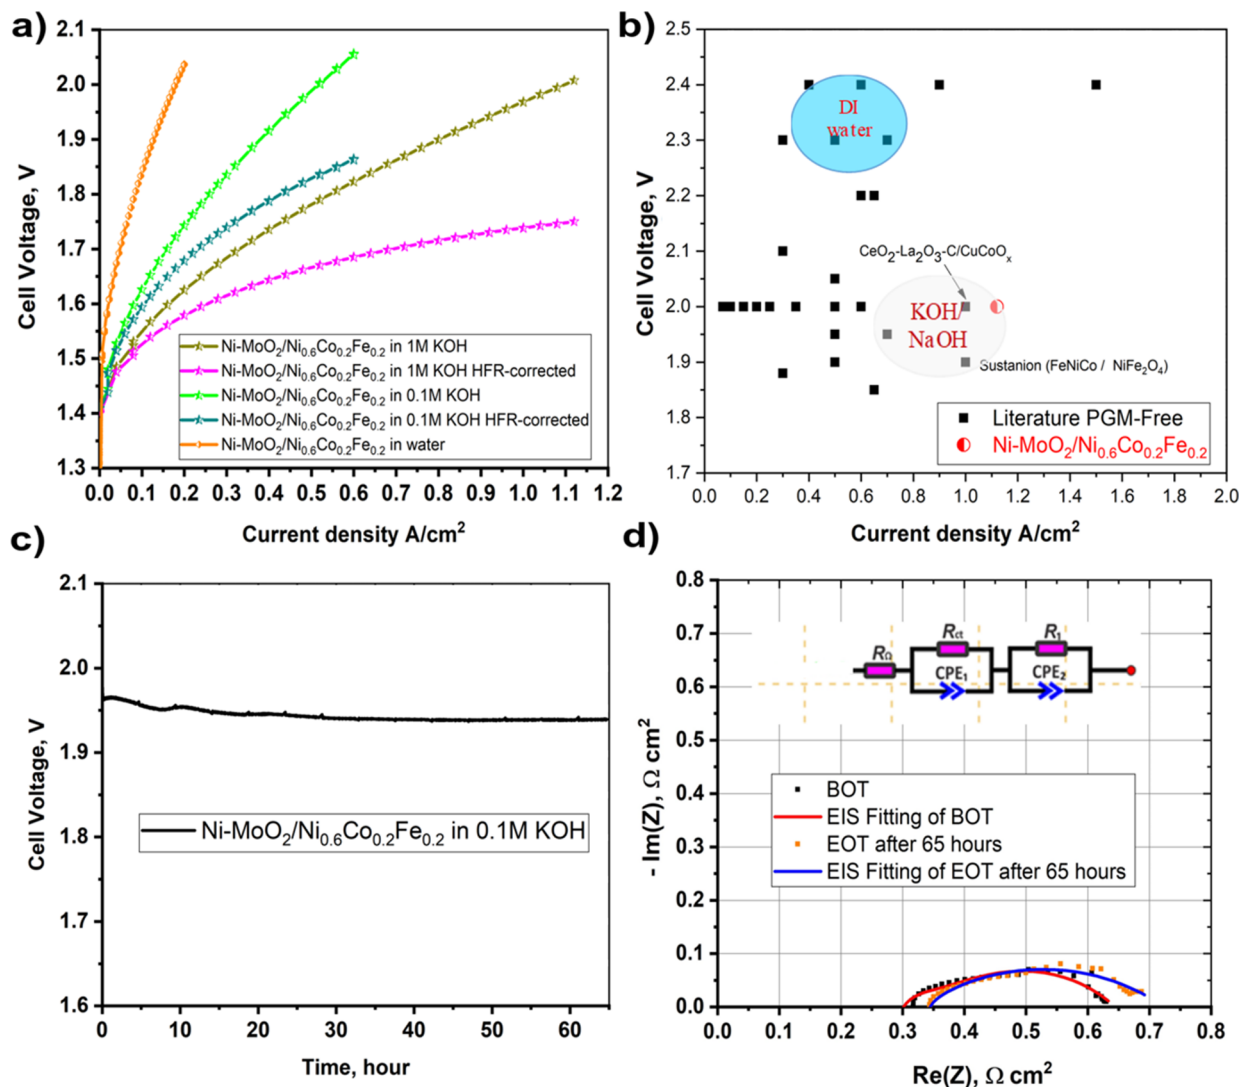 a)
2.1
2.0
1.9
1.8
1.7
1.6
1.5
1.4
1.3
Cell Voltage, V
Ni-MoO₂/Ni₀.₆Co₀.₂Fe₀.₂ in 1M KOH
Ni-MoO₂/Ni₀.₆Co₀.₂Fe₀.₂ in 1M KOH HFR-corrected
Ni-MoO₂/Ni₀.₆Co₀.₂Fe₀.₂ in 0.1M KOH
Ni-MoO₂/Ni₀.₆Co₀.₂Fe₀.₂ in 0.1M KOH HFR-corrected
Ni-MoO₂/Ni₀.₆Co₀.₂Fe₀.₂ in water
0.0 0.1 0.2 0.3 0.4 0.5 0.6 0.7 0.8 0.9 1.0 1.1 1.2
Current density A/cm²
b)
2.5
2.4
2.3
2.2
2.1
2.0
1.9
1.8
1.7
Cell Voltage, V
DI
water
CeO₂-La₂O₃-C/CuCoOₓ
KOH/
NaOH
Sustanion (FeNiCo / NiFe₂O₄)
Literature PGM-Free
Ni-MoO₂/Ni₀.₆Co₀.₂Fe₀.₂
0.0 0.2 0.4 0.6 0.8 1.0 1.2 1.4 1.6 1.8 2.0
Current density A/cm²
c)
2.1
2.0
1.9
1.8
1.7
1.6
Cell Voltage, V
Ni-MoO₂/Ni₀.₆Co₀.₂Fe₀.₂ in 0.1M KOH
0 10 20 30 40 50 60
Time, hour
d)
0.8
0.7
0.6
0.5
0.4
0.3
0.2
0.1
0.0
- Im(Z), Ω cm²
R_Ω
R_ct
CPE₁
R₁
CPE₂
BOT
EIS Fitting of BOT
EOT after 65 hours
EIS Fitting of EOT after 65 hours
0.0 0.1 0.2 0.3 0.4 0.5 0.6 0.7 0.8
Re(Z), Ω cm²